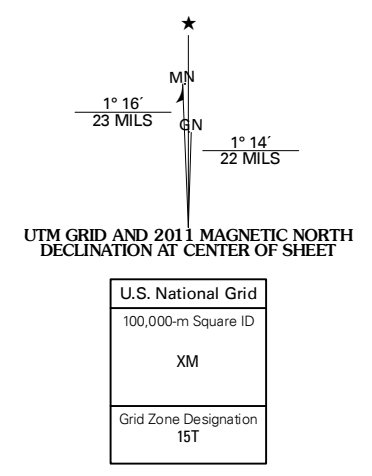 ★
MN
1° 16´
23 MILS
GN
1° 14´
22 MILS
UTM GRID AND 2011 MAGNETIC NORTH
DECLINATION AT CENTER OF SHEET
U.S. National Grid
100,000-m Square ID
XM
Grid Zone Designation
15T